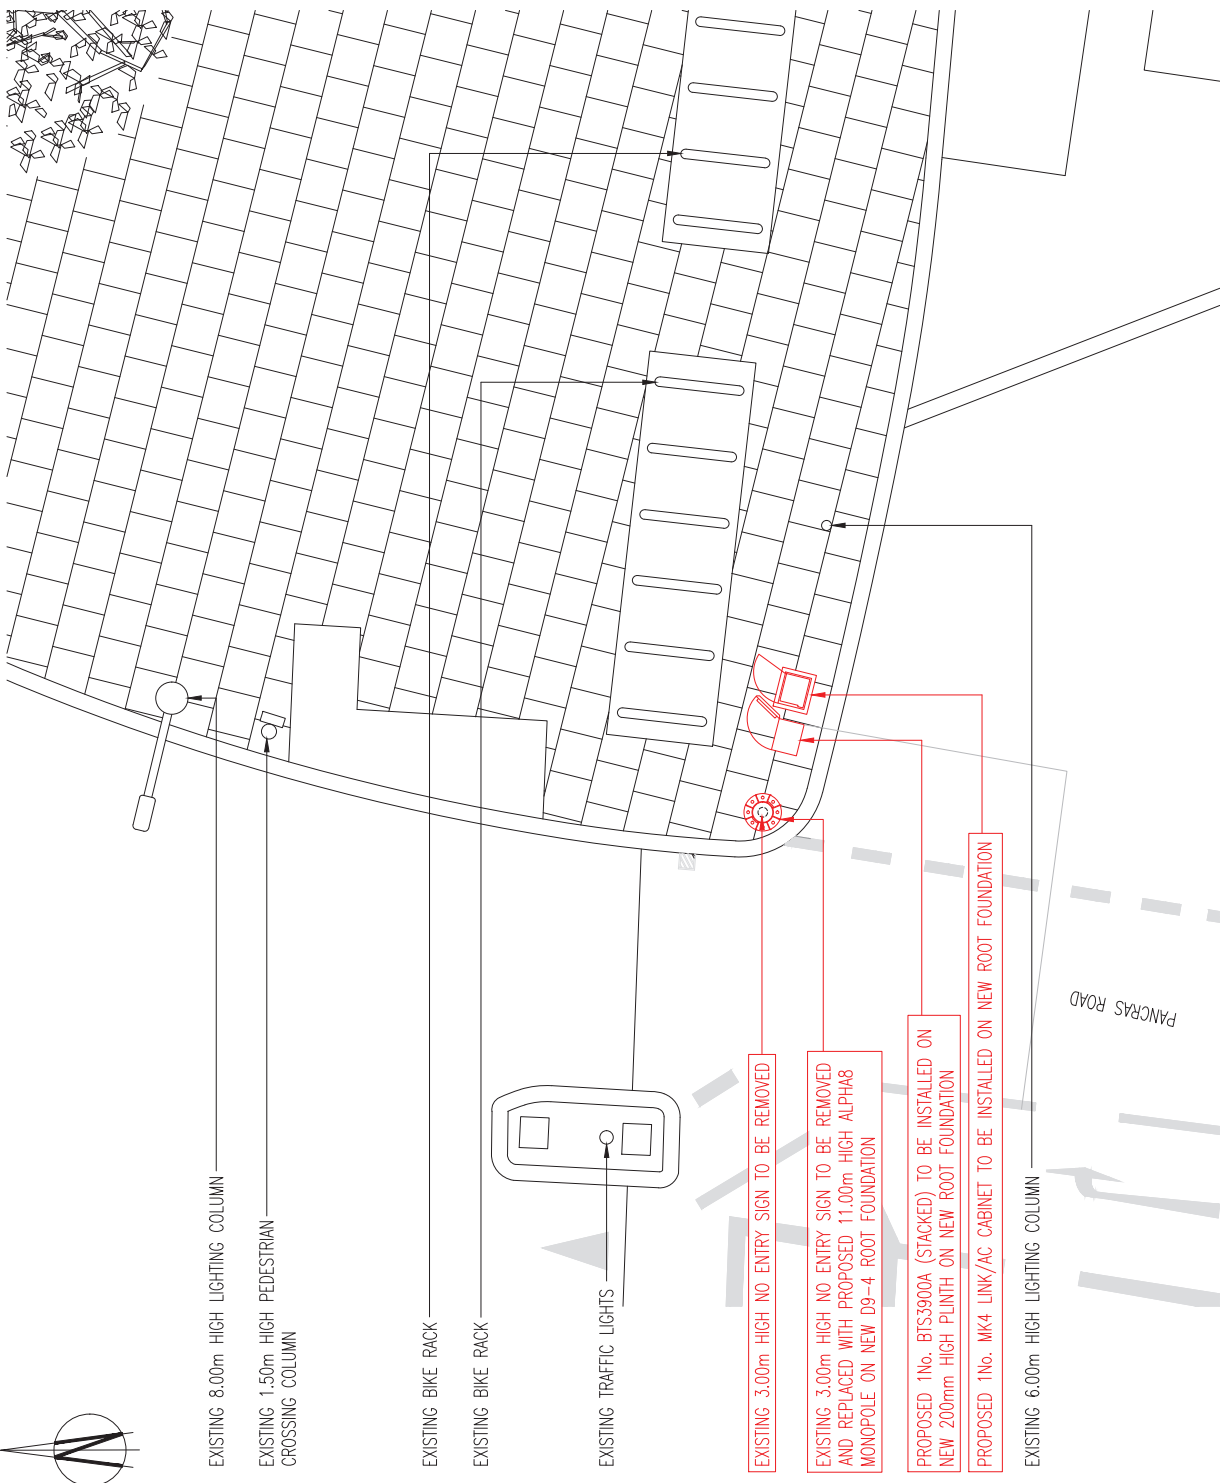 EXISTING 8.00m HIGH LIGHTING COLUMN
EXISTING 1.50m HIGH PEDESTRIAN
CROSSING COLUMN
EXISTING BIKE RACK
EXISTING BIKE RACK
EXISTING TRAFFIC LIGHTS
EXISTING 3.00m HIGH NO ENTRY SIGN TO BE REMOVED
EXISTING 3.00m HIGH NO ENTRY SIGN TO BE REMOVED
AND REPLACED WITH PROPOSED 11.00m HIGH ALPHA8
MONOPOLE ON NEW D9-4 ROOT FOUNDATION
PROPOSED 1No. BTS3900A (STACKED) TO BE INSTALLED ON
NEW 200mm HIGH PLINTH ON NEW ROOT FOUNDATION
PROPOSED 1No. MK4 LINK/AC CABINET TO BE INSTALLED ON NEW ROOT FOUNDATION
EXISTING 6.00m HIGH LIGHTING COLUMN
PANCRAS ROAD
N